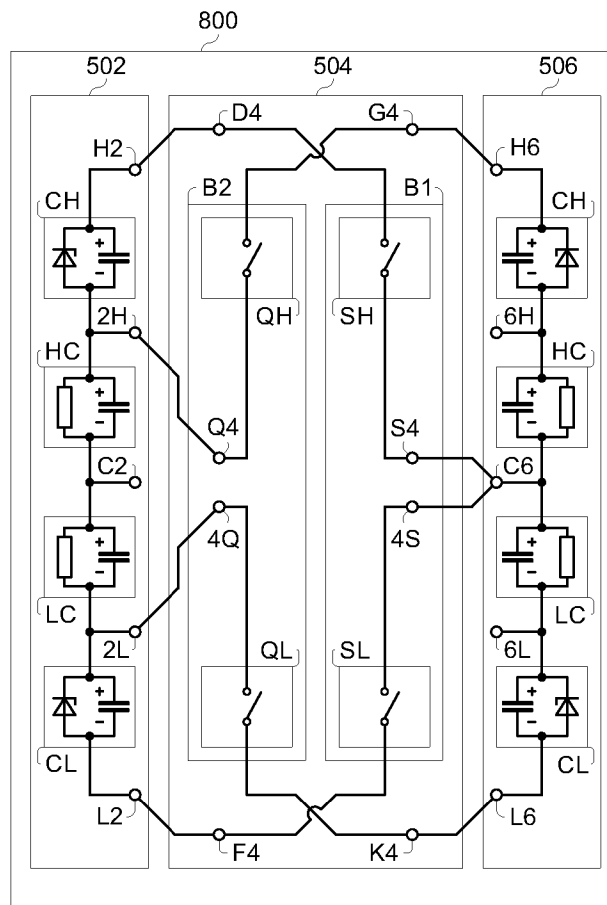 800
502 504 506
D4 G4
H2 H6
CH B2 B1 CH
+ +
− −
2H QH SH 6H
HC HC
+ +
− −
Q4 S4
C2 C6
4Q 4S
+ +
− −
LC LC
2L QL SL 6L
+ +
− −
CL CL
L2 L6
F4 K4